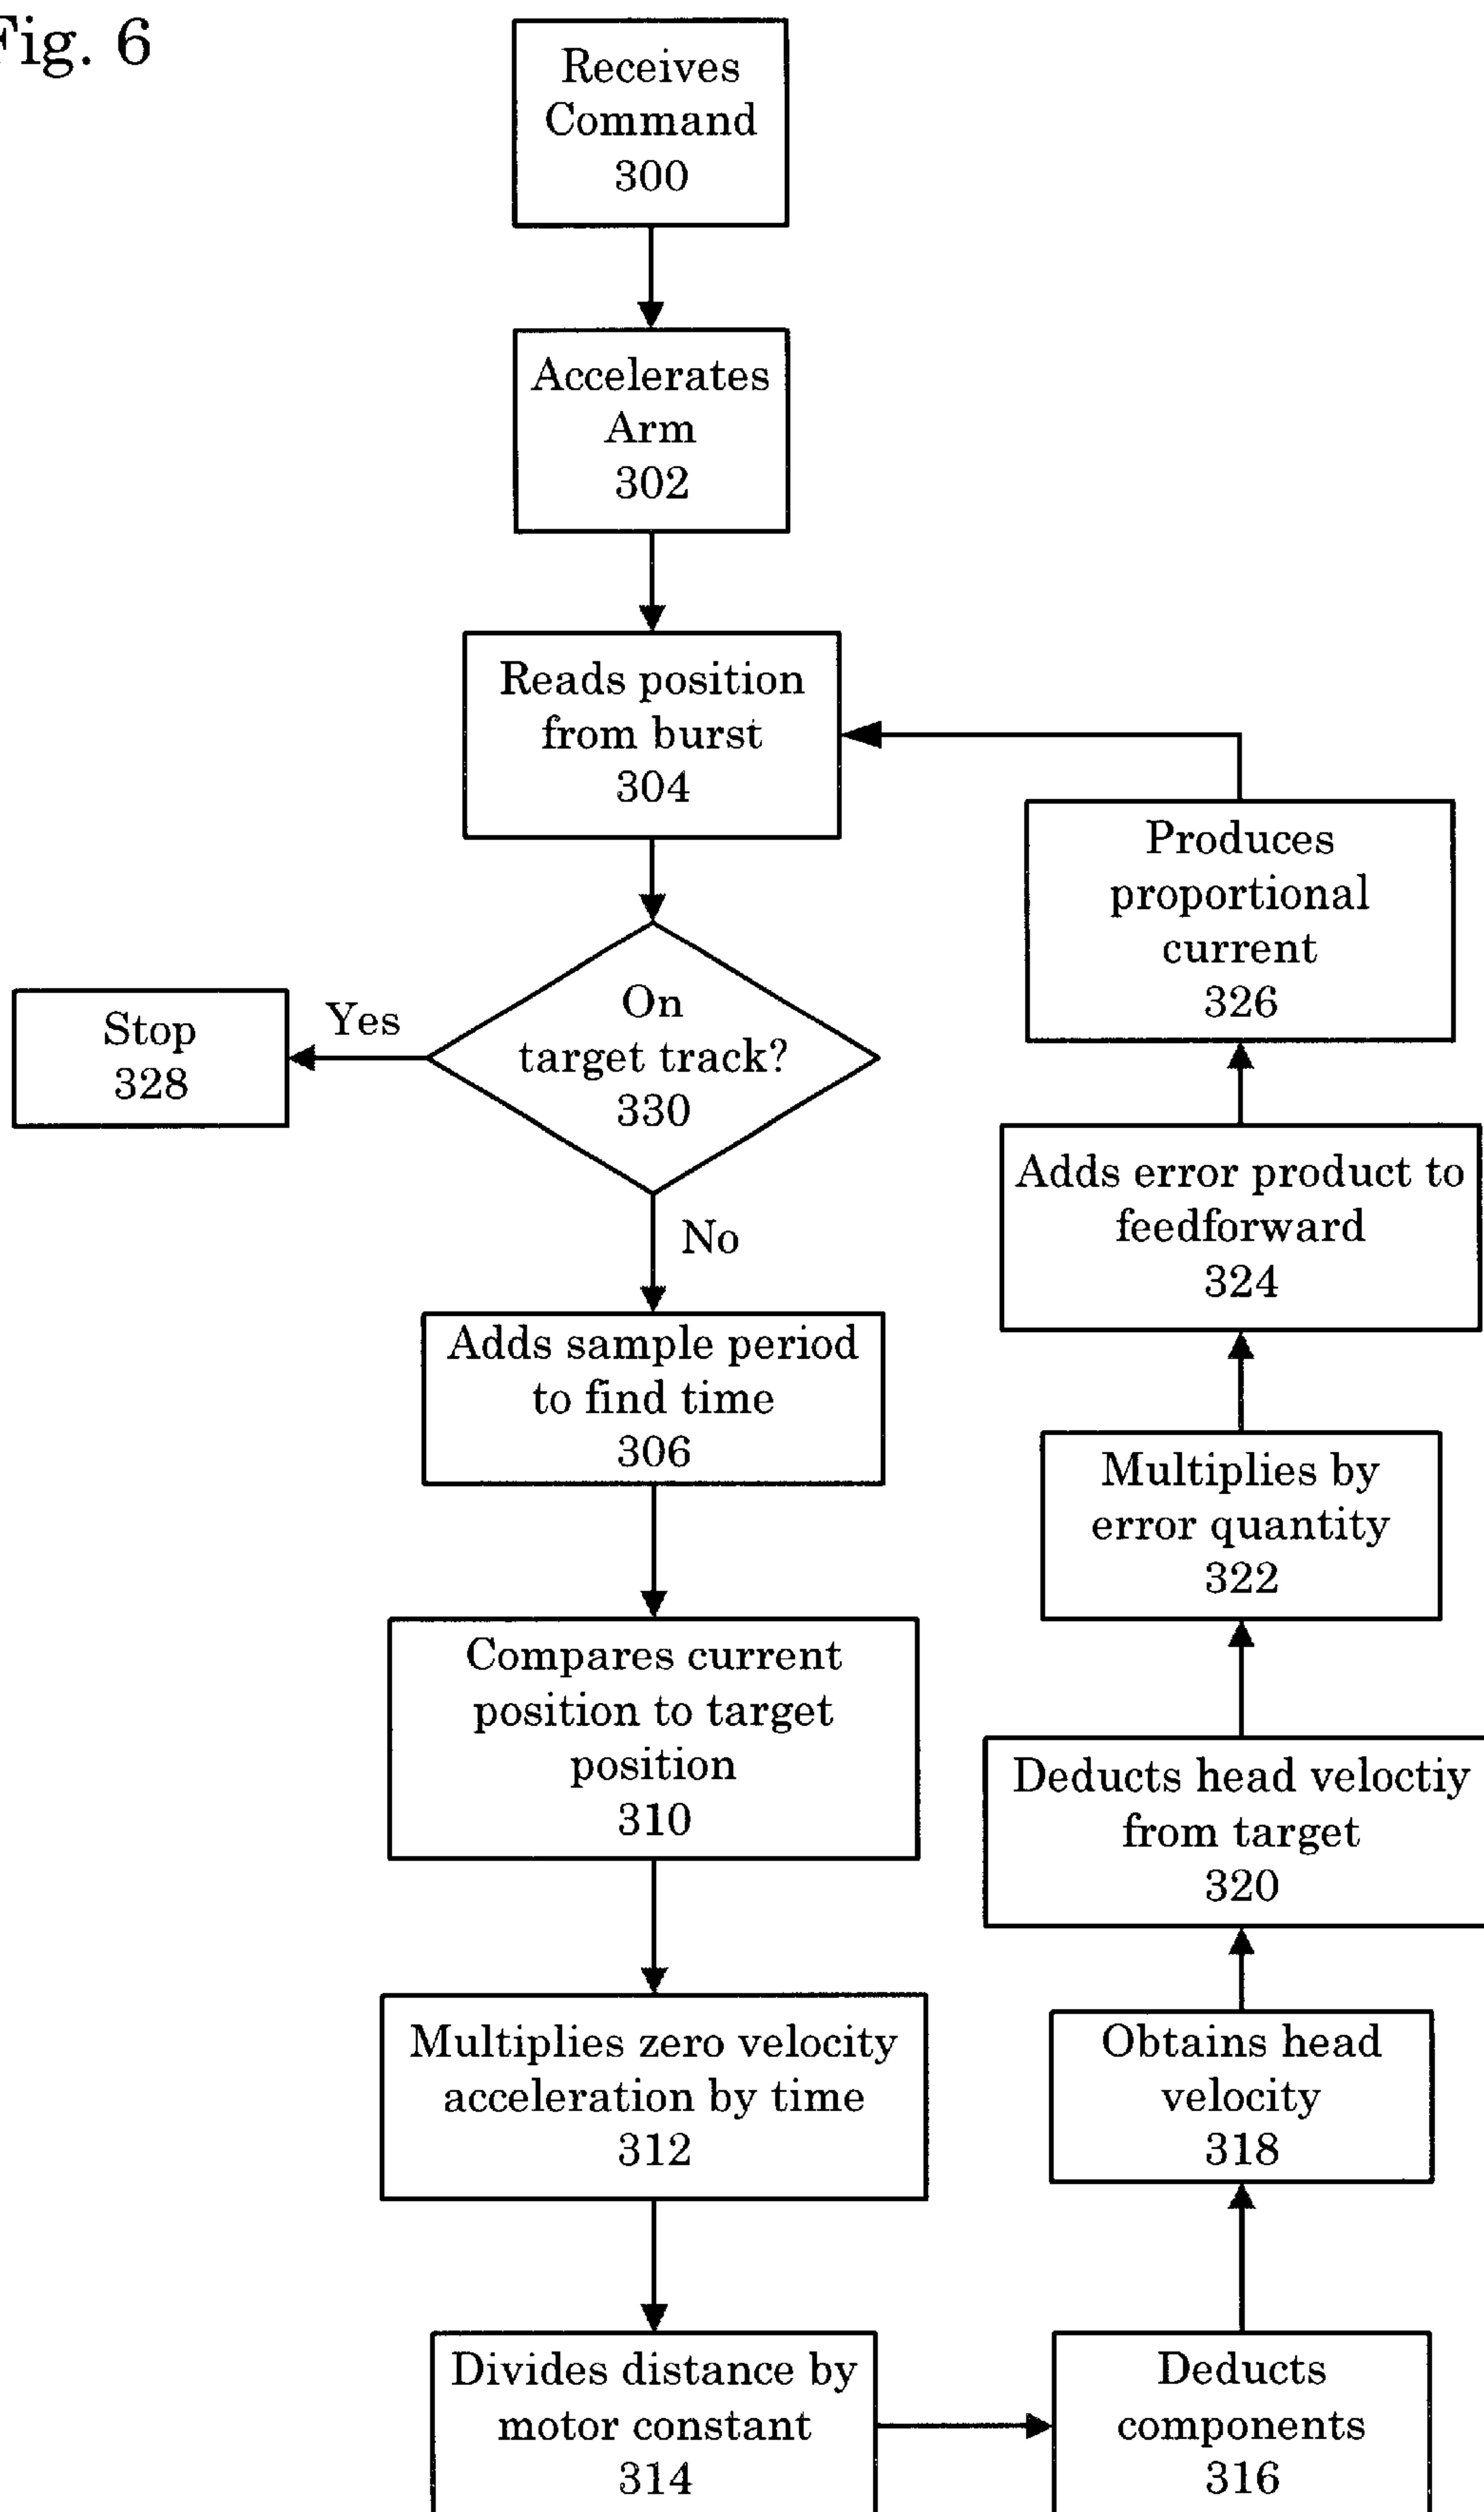 Fig. 6
Receives
Command
300
Accelerates
Arm
302
Reads position
from burst
304
On
target track?
330
Yes
Stop
328
No
Adds sample period
to find time
306
Compares current
position to target
position
310
Multiplies zero velocity
acceleration by time
312
Divides distance by
motor constant
314
Deducts
components
316
Obtains head
velocity
318
Deducts head veloctiy
from target
320
Multiplies by
error quantity
322
Adds error product to
feedforward
324
Produces
proportional
current
326